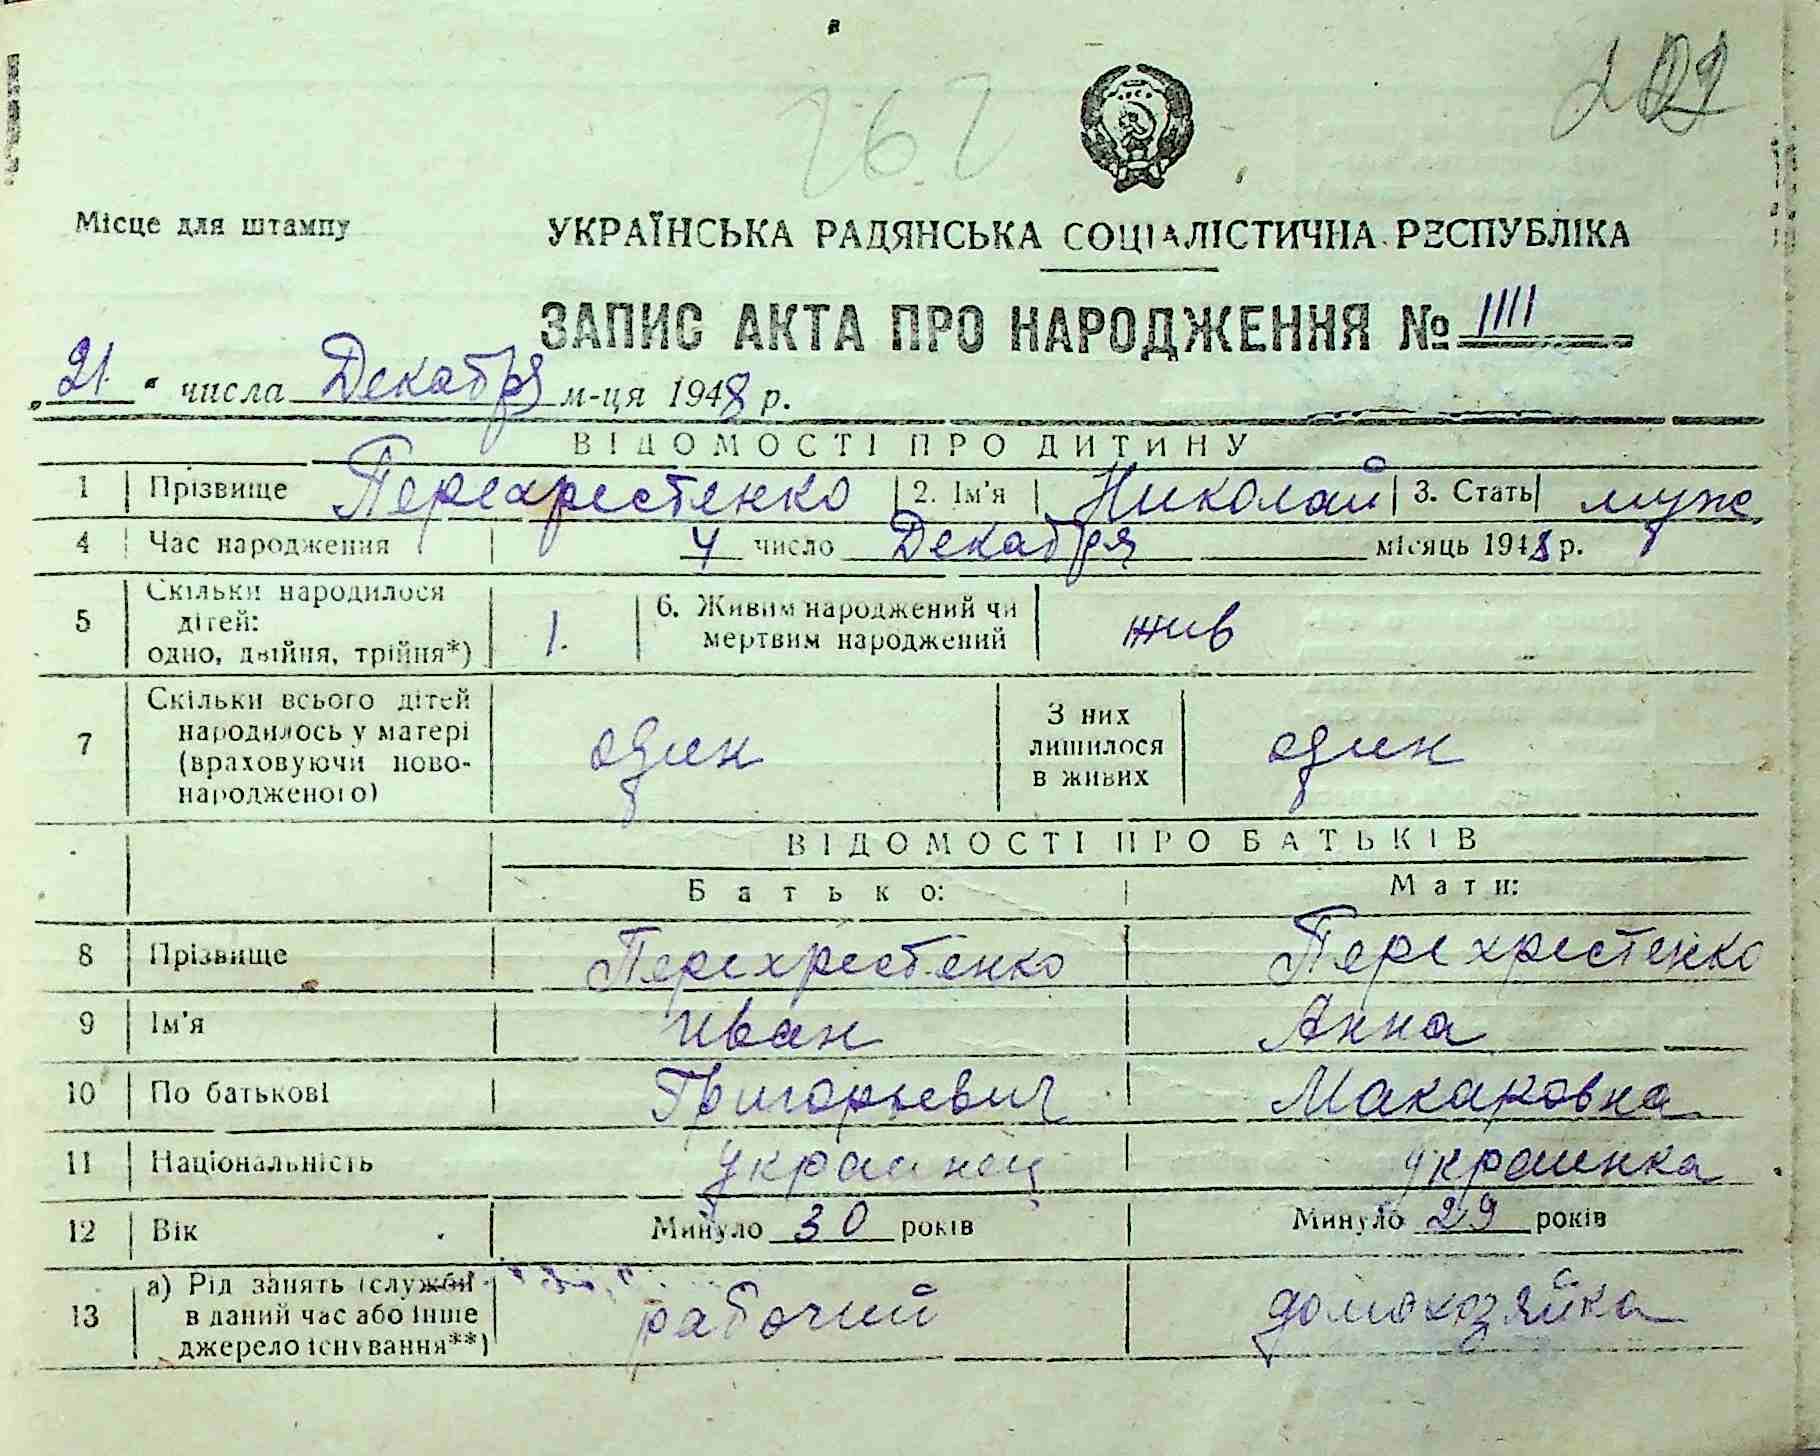 262
Місце для штампу
УКРАЇНСЬКА РАДЯНСЬКА СОЦІАЛІСТИЧНА РЕСПУБЛІКА
ЗАПИС АКТА ПРО НАРОДЖЕННЯ № 1111
„21" числа Декабря м-ця 1948 р.
ВІДОМОСТІ ПРО ДИТИНУ
1 Прізвище Перехрестенко 2. Ім'я Николай 3. Стать муж
4 Час народження 4 число Декабря місяць 1948 р.
5 Скільки народилося дітей: одно, двійня, трійня*) 1. 6. Живим народжений чи мертвим народжений жив
7 Скільки всього дітей народилось у матері (враховуючи новонародженого) один З них лишилося в живих один
ВІДОМОСТІ ПРО БАТЬКІВ
Батько: Мати:
8 Прізвище Перехрестенко Перехрестенко
9 Ім'я Иван Анна
10 По батькові Григорьевич Макаровна
11 Національність украинец украинка
12 Вік Минуло 30 років Минуло 29 років
13 а) Рід занять (служби в даний час або інше джерело існування**) рабочий домохозяйка